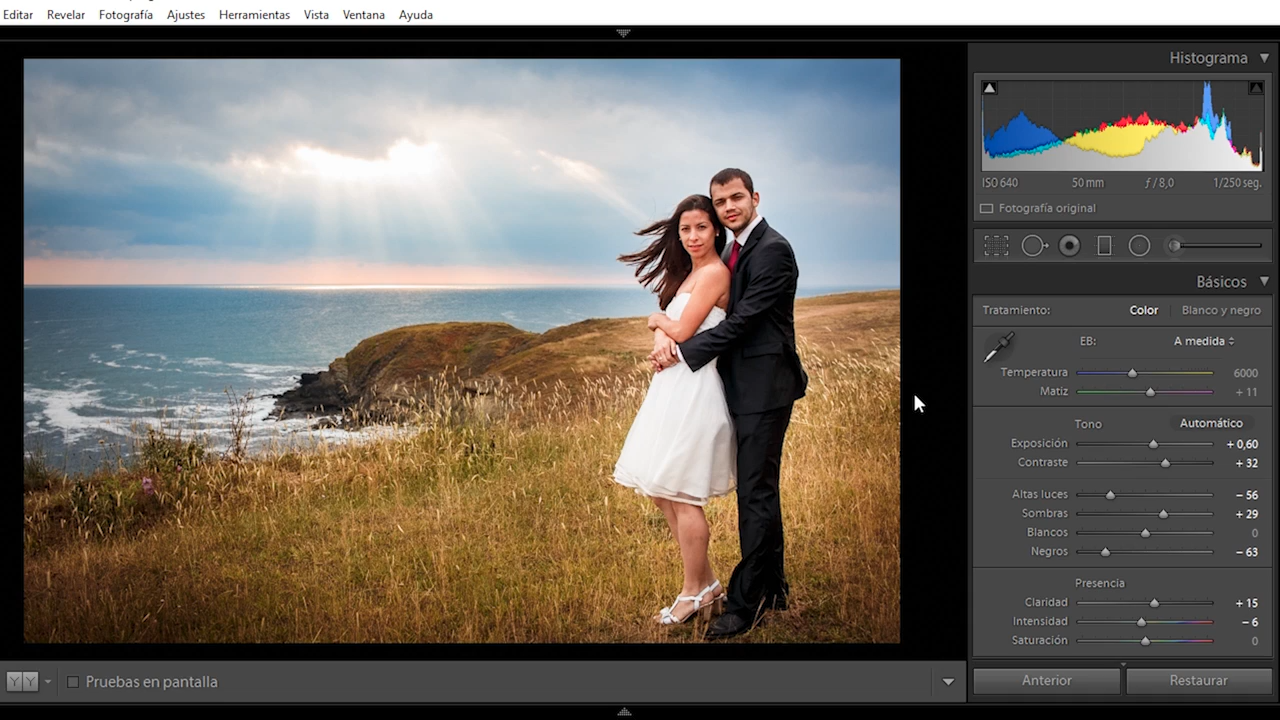 Editar Revelar Fotografía Ajustes Herramientas Vista Ventana Ayuda
Histograma
ISO 640 50 mm ƒ / 8,0 1/250 seg.
Fotografía original
Básicos
Tratamiento: Color Blanco y negro
EB: A medida
Temperatura 6000
Matiz + 11
Tono Automático
Exposición + 0,60
Contraste + 32
Altas luces − 56
Sombras + 29
Blancos 0
Negros − 63
Presencia
Claridad + 15
Intensidad − 6
Saturación 0
YY Pruebas en pantalla
Anterior Restaurar